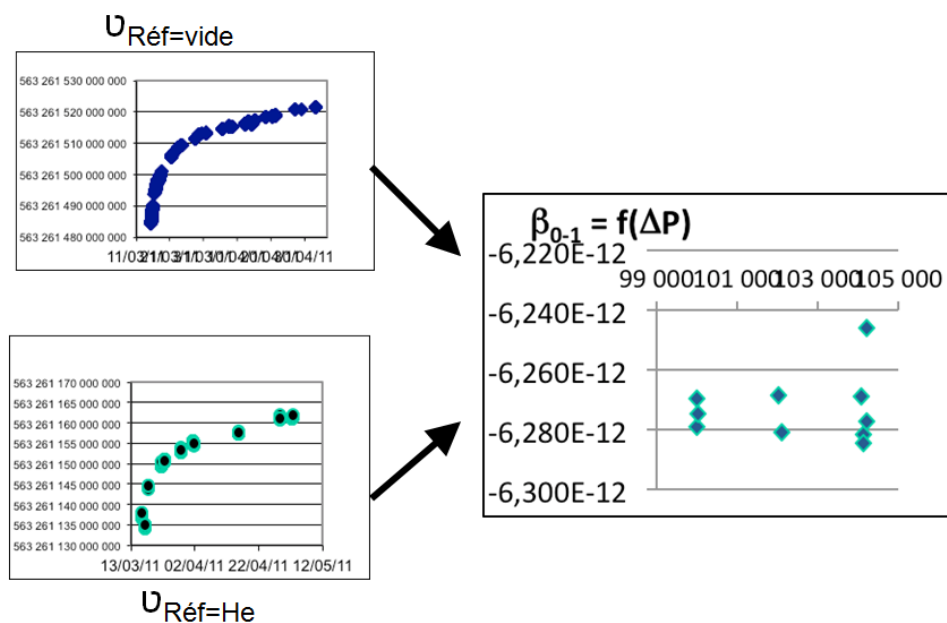 υRéf=vide
563 261 530 000 000
563 261 520 000 000
563 261 510 000 000
563 261 500 000 000
563 261 490 000 000
563 261 480 000 000
υRéf=He
563 261 170 000 000
563 261 165 000 000
563 261 160 000 000
563 261 155 000 000
563 261 150 000 000
563 261 145 000 000
563 261 140 000 000
563 261 135 000 000
563 261 130 000 000
13/03/11 02/04/11 22/04/11 12/05/11
β0-1 = f(ΔP)
-6,220E-12
99 000 101 000 103 000 105 000
-6,240E-12
-6,260E-12
-6,280E-12
-6,300E-12